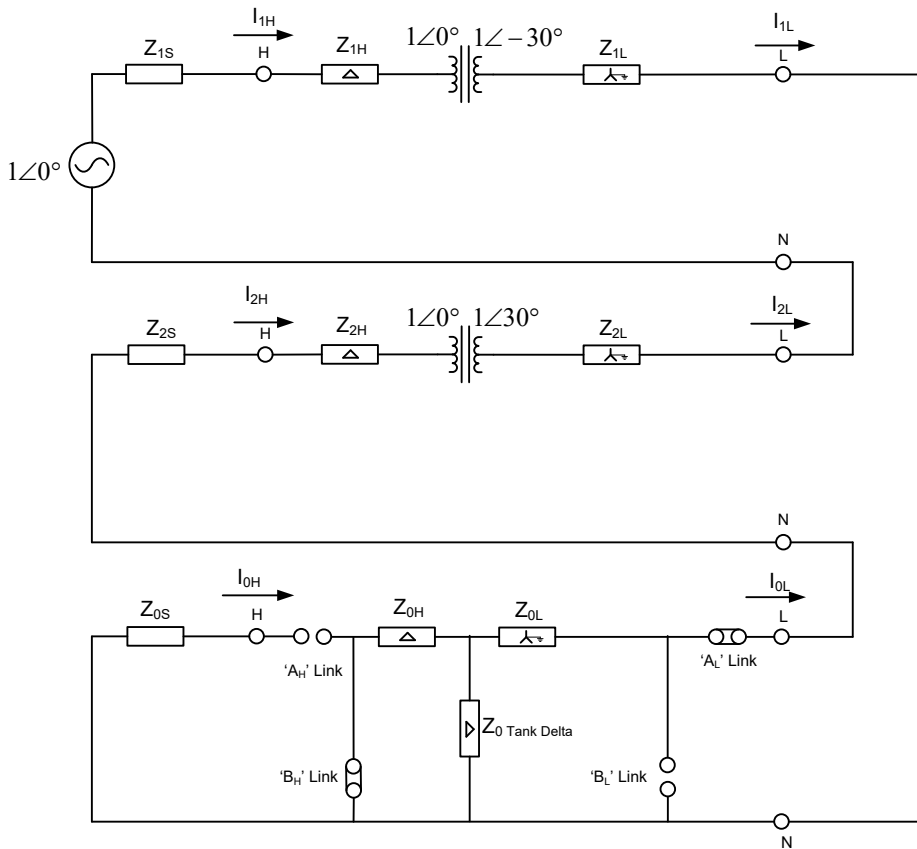 I1H
I1L
Z1S
H
Z1H
1∠0°
1∠−30°
Z1L
L
1∠0°
N
I2H
I2L
Z2S
H
Z2H
1∠0°
1∠30°
Z2L
L
N
I0H
I0L
Z0S
H
Z0H
Z0L
L
'AH' Link
'AL' Link
Z0 Tank Delta
'BH' Link
'BL' Link
N